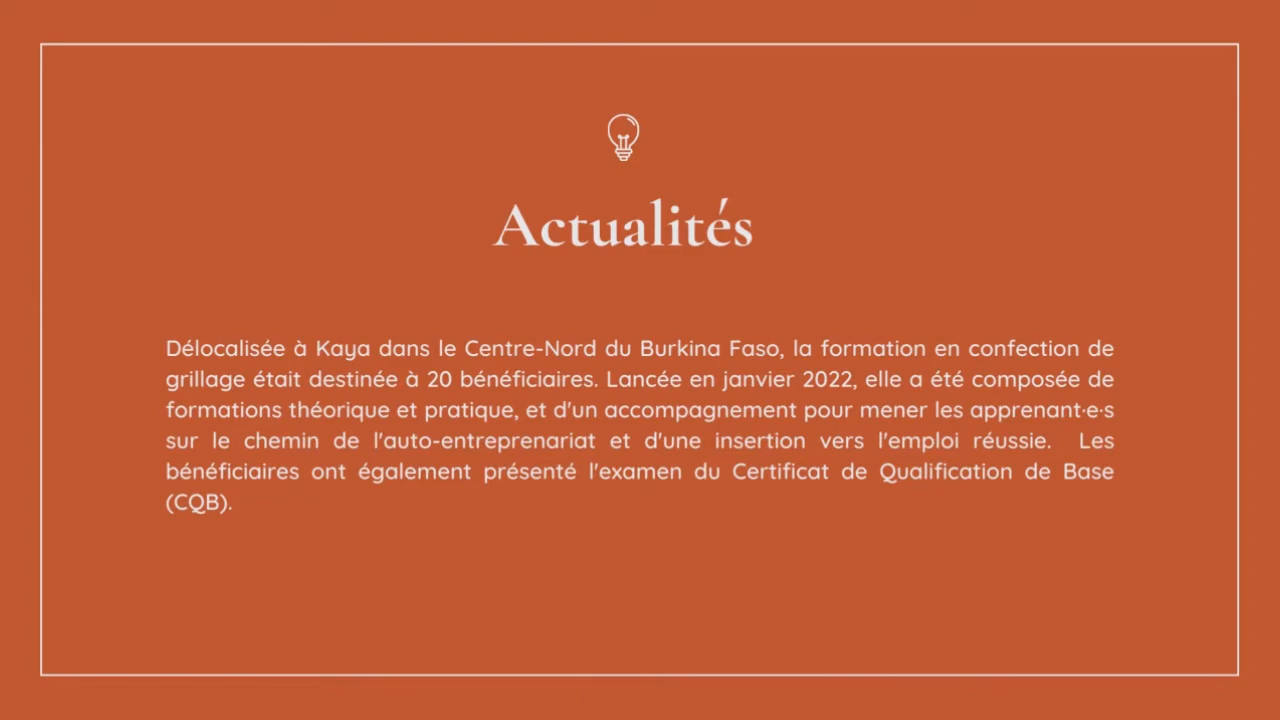 Actualités
Délocalisée à Kaya dans le Centre-Nord du Burkina Faso, la formation en confection de
grillage était destinée à 20 bénéficiaires. Lancée en janvier 2022, elle a été composée de
formations théorique et pratique, et d'un accompagnement pour mener les apprenant·e·s
sur le chemin de l'auto-entreprenariat et d'une insertion vers l'emploi réussie.  Les
bénéficiaires ont également présenté l'examen du Certificat de Qualification de Base
(CQB).